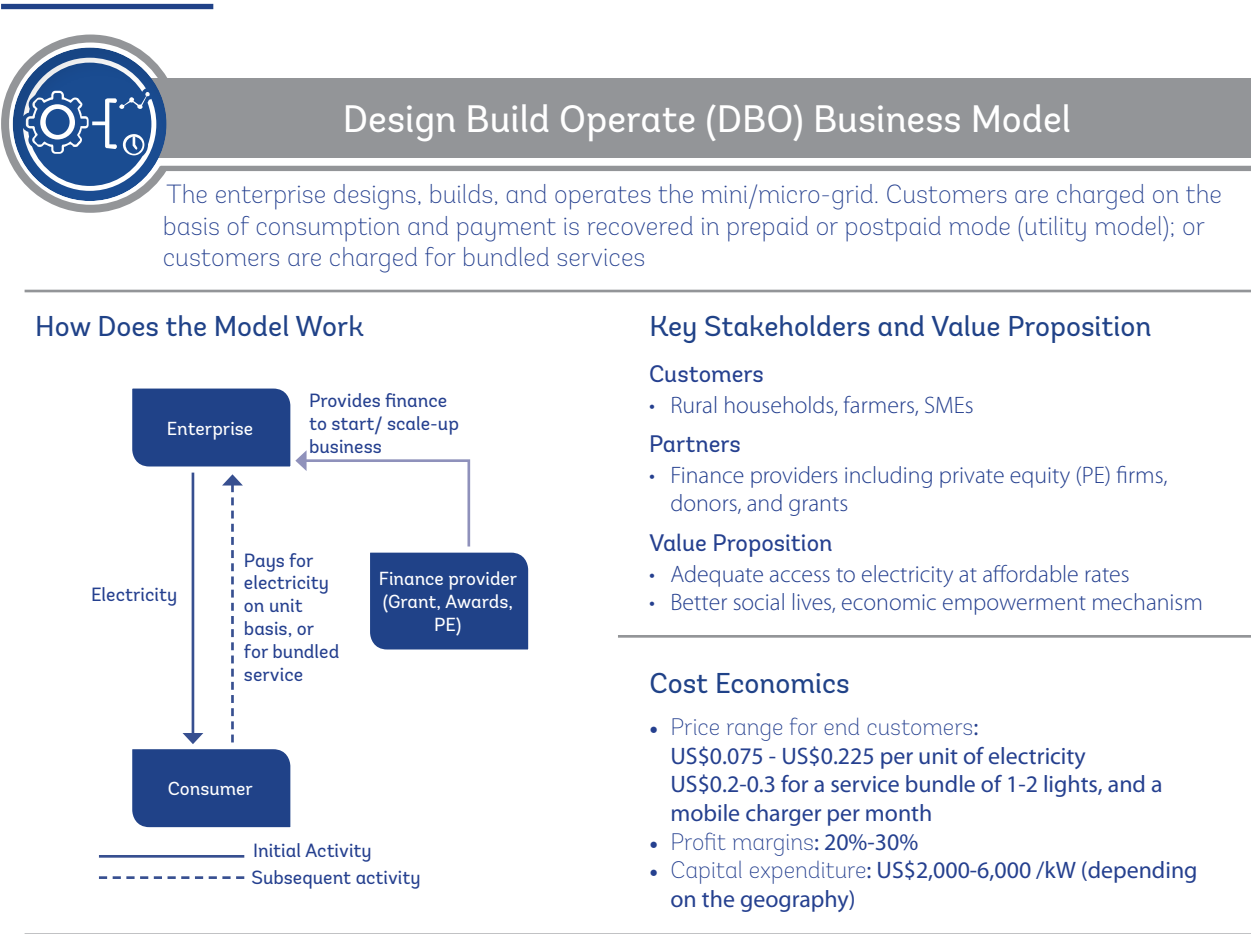 Design Build Operate (DBO) Business Model
The enterprise designs, builds, and operates the mini/micro-grid. Customers are charged on the
basis of consumption and payment is recovered in prepaid or postpaid mode (utility model); or
customers are charged for bundled services
How Does the Model Work
Enterprise
Provides finance
to start/ scale-up
business
Electricity
Pays for
electricity
on unit
basis, or
for bundled
service
Finance provider
(Grant, Awards,
PE)
Consumer
Initial Activity
Subsequent activity
Key Stakeholders and Value Proposition
Customers
• Rural households, farmers, SMEs
Partners
• Finance providers including private equity (PE) firms,
donors, and grants
Value Proposition
• Adequate access to electricity at affordable rates
• Better social lives, economic empowerment mechanism
Cost Economics
• Price range for end customers:
US$0.075 - US$0.225 per unit of electricity
US$0.2-0.3 for a service bundle of 1-2 lights, and a
mobile charger per month
• Profit margins: 20%-30%
• Capital expenditure: US$2,000-6,000 /kW (depending
on the geography)